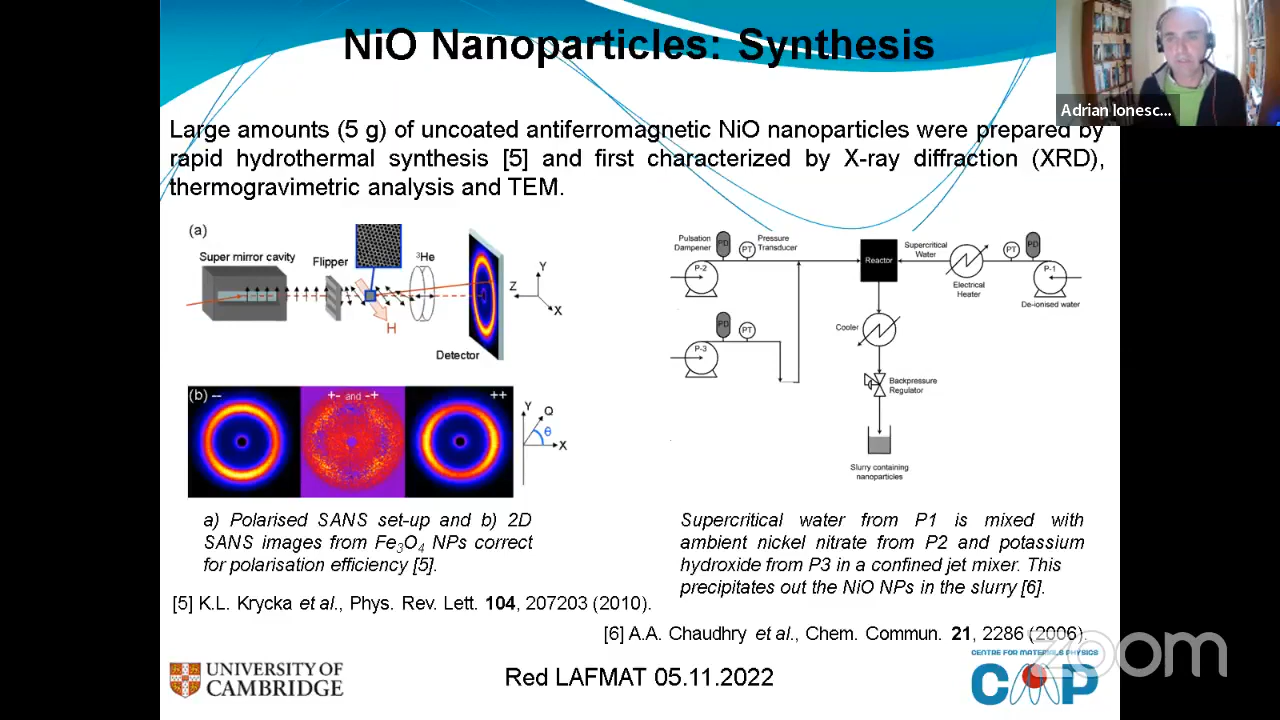 NiO Nanoparticles: Synthesis
Adrian Ionesc...
Large amounts (5 g) of uncoated antiferromagnetic NiO nanoparticles were prepared by
rapid hydrothermal synthesis [5] and first characterized by X-ray diffraction (XRD),
thermogravimetric analysis and TEM.
(a)
Super mirror cavity
Flipper
³He
H
Detector
Y
Z
X
(b) --
+- and -+
++
Y
Q
θ
X
a) Polarised SANS set-up and b) 2D
SANS images from Fe₃O₄ NPs correct
for polarisation efficiency [5].
Pulsation
Dampener
PD
PT
Pressure
Transducer
P-2
Reactor
Supercritical
Water
Electrical
Heater
PT
PD
P-1
De-ionised water
PD
PT
P-3
Cooler
Backpressure
Regulator
Slurry containing
nanoparticles
Supercritical water from P1 is mixed with
ambient nickel nitrate from P2 and potassium
hydroxide from P3 in a confined jet mixer. This
precipitates out the NiO NPs in the slurry [6].
[5] K.L. Krycka et al., Phys. Rev. Lett. 104, 207203 (2010).
[6] A.A. Chaudhry et al., Chem. Commun. 21, 2286 (2006).
UNIVERSITY OF
CAMBRIDGE
Red LAFMAT 05.11.2022
CENTRE FOR MATERIALS PHYSICS
CMP
zoom